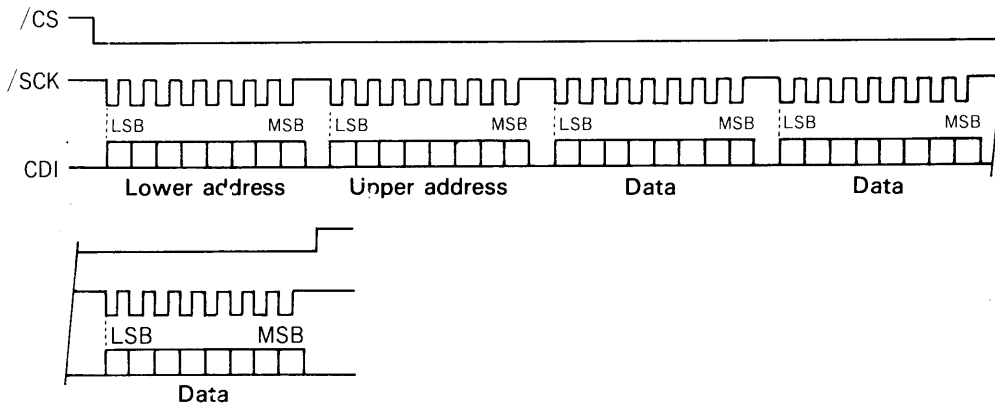 /CS
/SCK
LSB MSB LSB MSB LSB MSB LSB MSB
CDI
Lower address Upper address Data Data
LSB MSB
Data